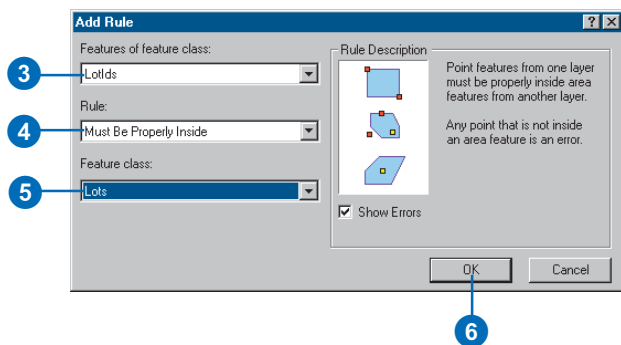 Add Rule
Features of feature class:
3
LotIds
Rule:
4
Must Be Properly Inside
Feature class:
5
Lots
Rule Description
Point features from one layer
must be properly inside area
features from another layer.
Any point that is not inside
an area feature is an error.
Show Errors
OK
Cancel
6